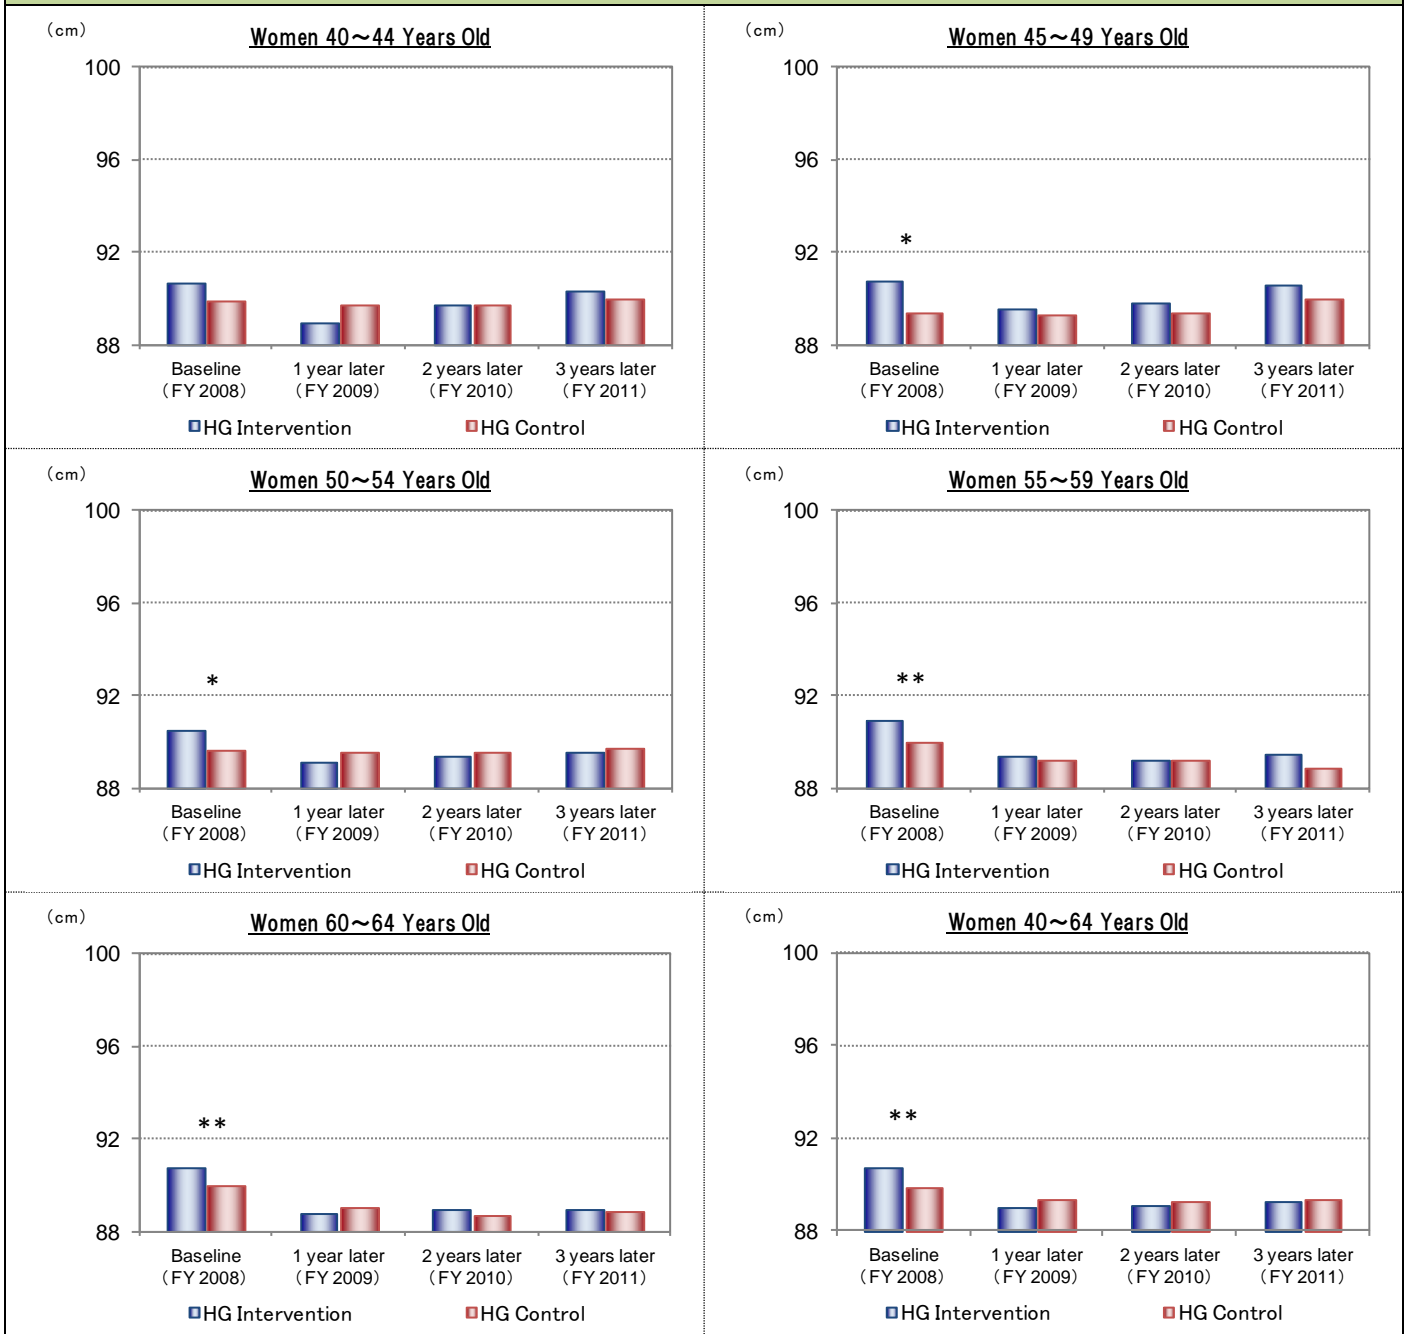 (cm)
Women 40～44 Years Old
100
96
92
88
Baseline 1 year later 2 years later 3 years later
(FY 2008) (FY 2009) (FY 2010) (FY 2011)
HG Intervention HG Control
(cm)
Women 45～49 Years Old
100
96
92
*
88
Baseline 1 year later 2 years later 3 years later
(FY 2008) (FY 2009) (FY 2010) (FY 2011)
HG Intervention HG Control
(cm)
Women 50～54 Years Old
100
96
92
*
88
Baseline 1 year later 2 years later 3 years later
(FY 2008) (FY 2009) (FY 2010) (FY 2011)
HG Intervention HG Control
(cm)
Women 55～59 Years Old
100
96
92
**
88
Baseline 1 year later 2 years later 3 years later
(FY 2008) (FY 2009) (FY 2010) (FY 2011)
HG Intervention HG Control
(cm)
Women 60～64 Years Old
100
96
92
**
88
Baseline 1 year later 2 years later 3 years later
(FY 2008) (FY 2009) (FY 2010) (FY 2011)
HG Intervention HG Control
(cm)
Women 40～64 Years Old
100
96
92
**
88
Baseline 1 year later 2 years later 3 years later
(FY 2008) (FY 2009) (FY 2010) (FY 2011)
HG Intervention HG Control